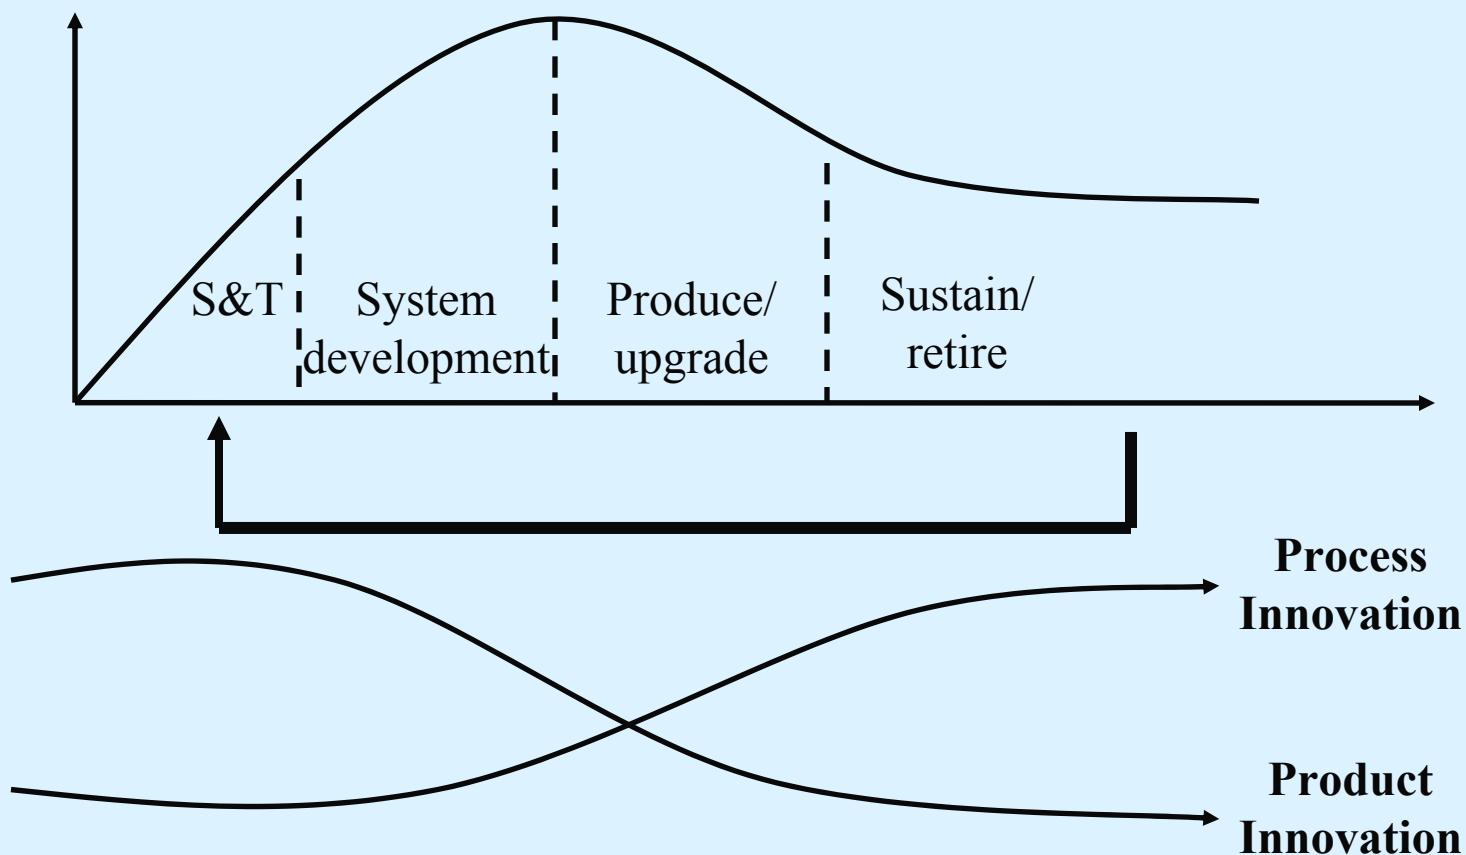 S&T
System
development
Produce/
upgrade
Sustain/
retire
Process
Innovation
Product
Innovation